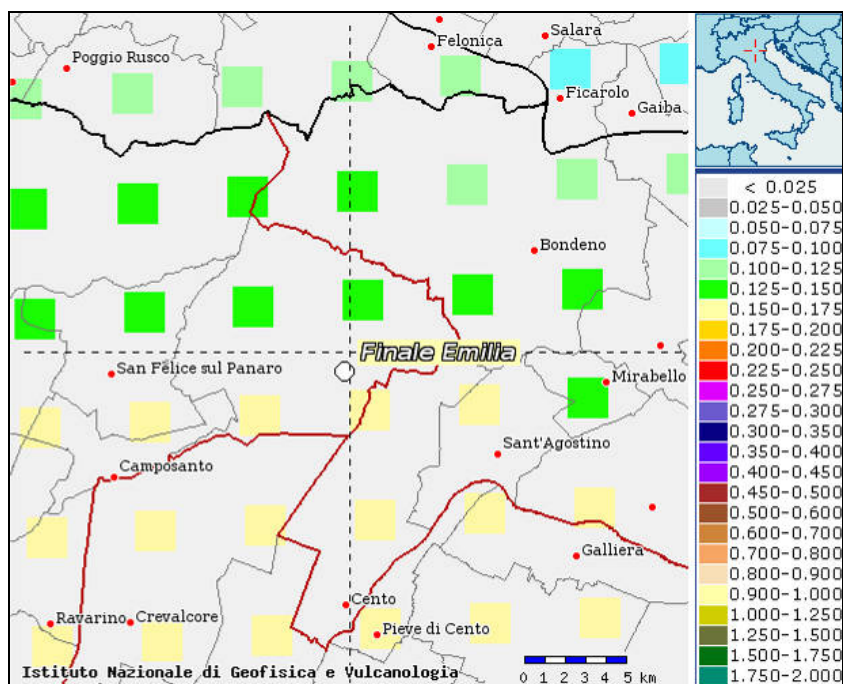 Salara
Felonica
Poggio Rusco
Ficarolo
Gaiba
Bondeno
Finale Emilia
San Felice sul Panaro
Mirabello
Sant'Agostino
Camposanto
Galliera
Cento
Ravarino
Crevalcore
Pieve di Cento
Istituto Nazionale di Geofisica e Vulcanologia
0 1 2 3 4 5 km
< 0.025
0.025-0.050
0.050-0.075
0.075-0.100
0.100-0.125
0.125-0.150
0.150-0.175
0.175-0.200
0.200-0.225
0.225-0.250
0.250-0.275
0.275-0.300
0.300-0.350
0.350-0.400
0.400-0.450
0.450-0.500
0.500-0.600
0.600-0.700
0.700-0.800
0.800-0.900
0.900-1.000
1.000-1.250
1.250-1.500
1.500-1.750
1.750-2.000